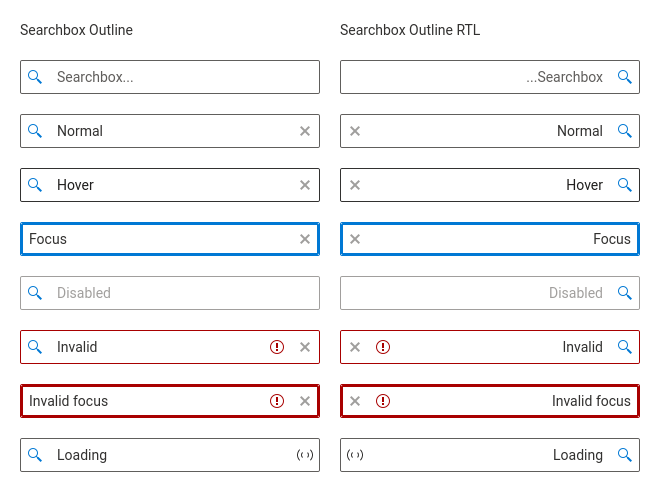 Searchbox Outline
Searchbox...
Normal
Hover
Focus
Disabled
Invalid
Invalid focus
Loading
Searchbox Outline RTL
...Searchbox
Normal
Hover
Focus
Disabled
Invalid
Invalid focus
Loading